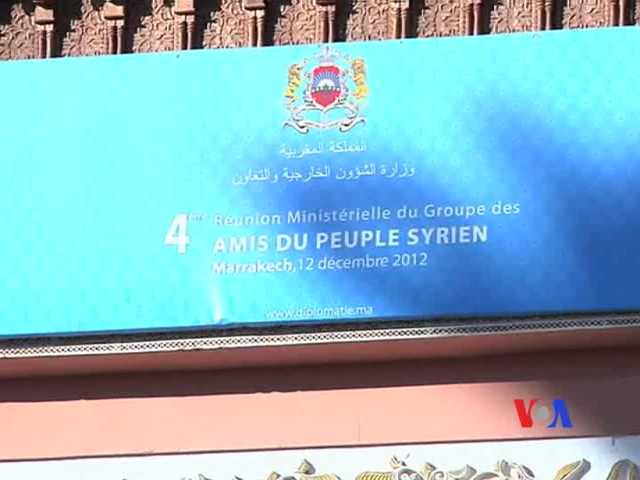 المملكة المغربية
وزارة الشؤون الخارجية والتعاون
4ème Réunion Ministérielle du Groupe des
AMIS DU PEUPLE SYRIEN
Marrakech, 12 décembre 2012
www.diplomatie.ma
VOA